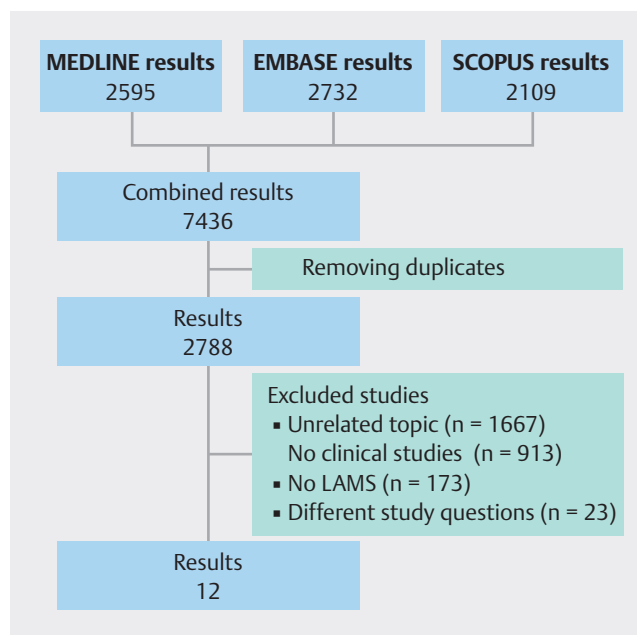 MEDLINE results
2595
EMBASE results
2732
SCOPUS results
2109
Combined results
7436
Removing duplicates
Results
2788
Excluded studies
▪ Unrelated topic (n = 1667)
No clinical studies (n = 913)
▪ No LAMS (n = 173)
▪ Different study questions (n = 23)
Results
12